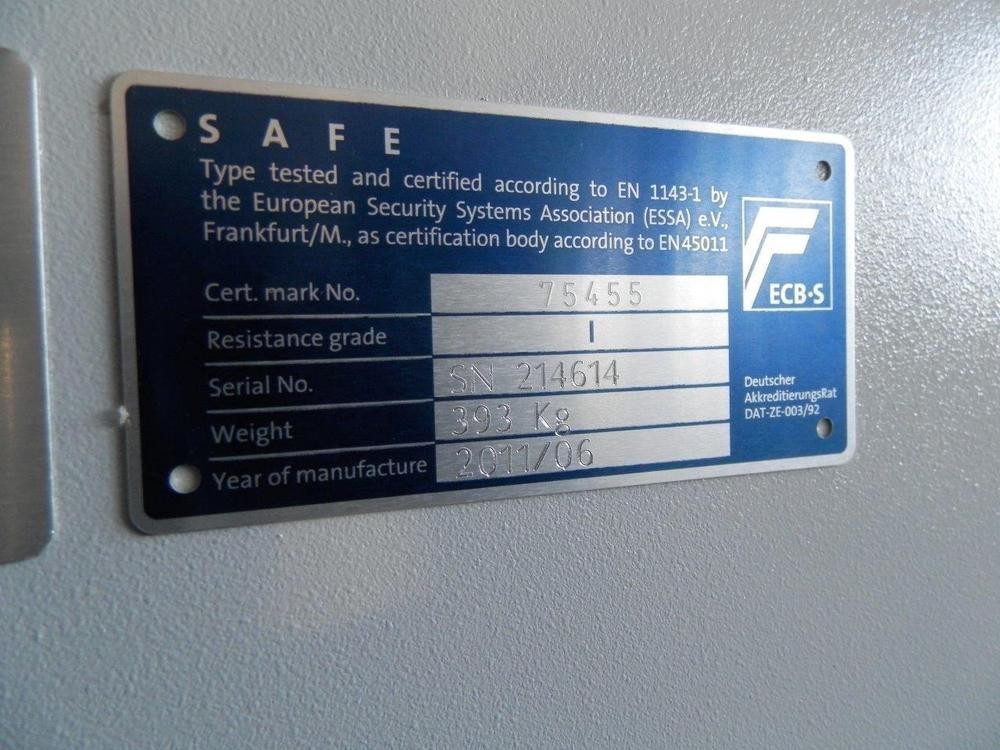 SAFE
Type tested and certified according to EN 1143-1 by
the European Security Systems Association (ESSA) e.V.,
Frankfurt/M., as certification body according to EN45011
Cert. mark No. 75455
Resistance grade I
Serial No. SN 214614
Weight 393 Kg
Year of manufacture 2011/06
ECB·S
Deutscher
AkkreditierungsRat
DAT-ZE-003/92